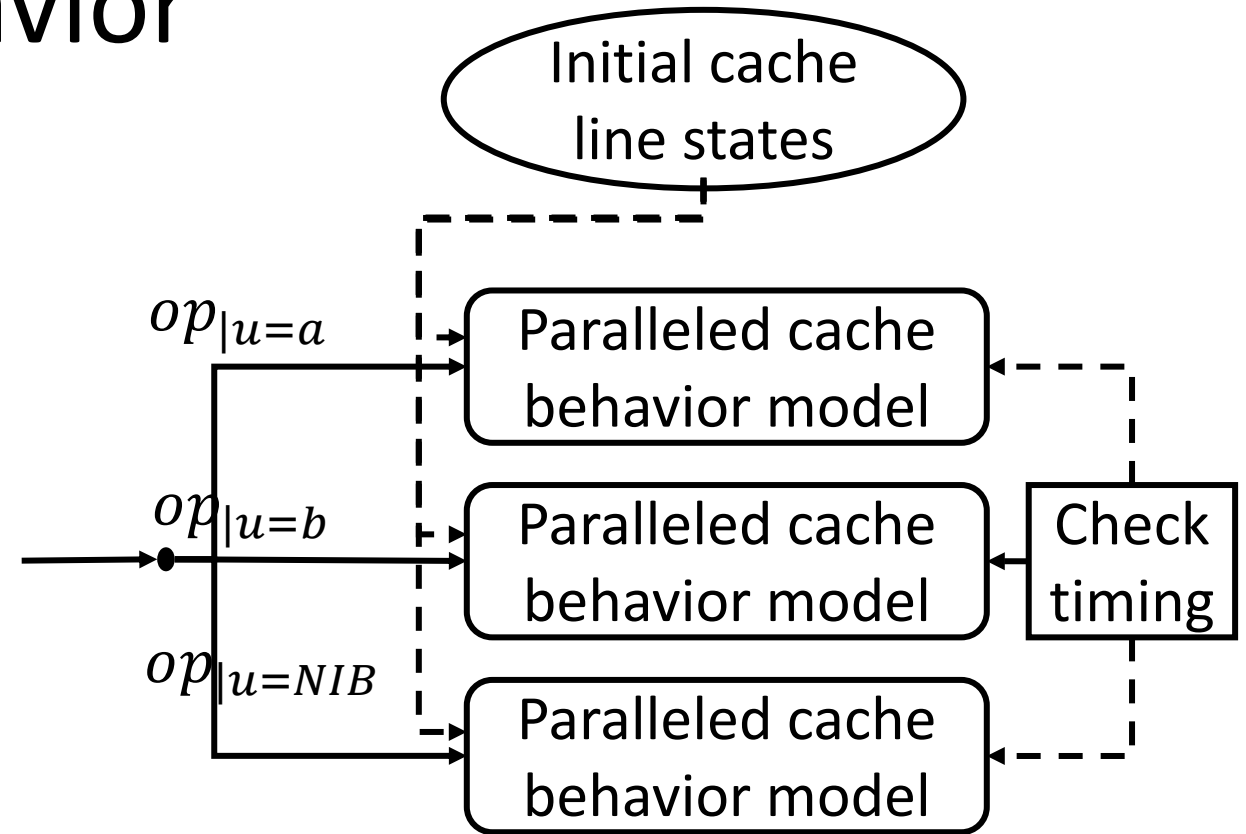 vior
Initial cache
line states
op|u=a
Paralleled cache
behavior model
op|u=b
Paralleled cache
behavior model
Check
timing
op|u=NIB
Paralleled cache
behavior model